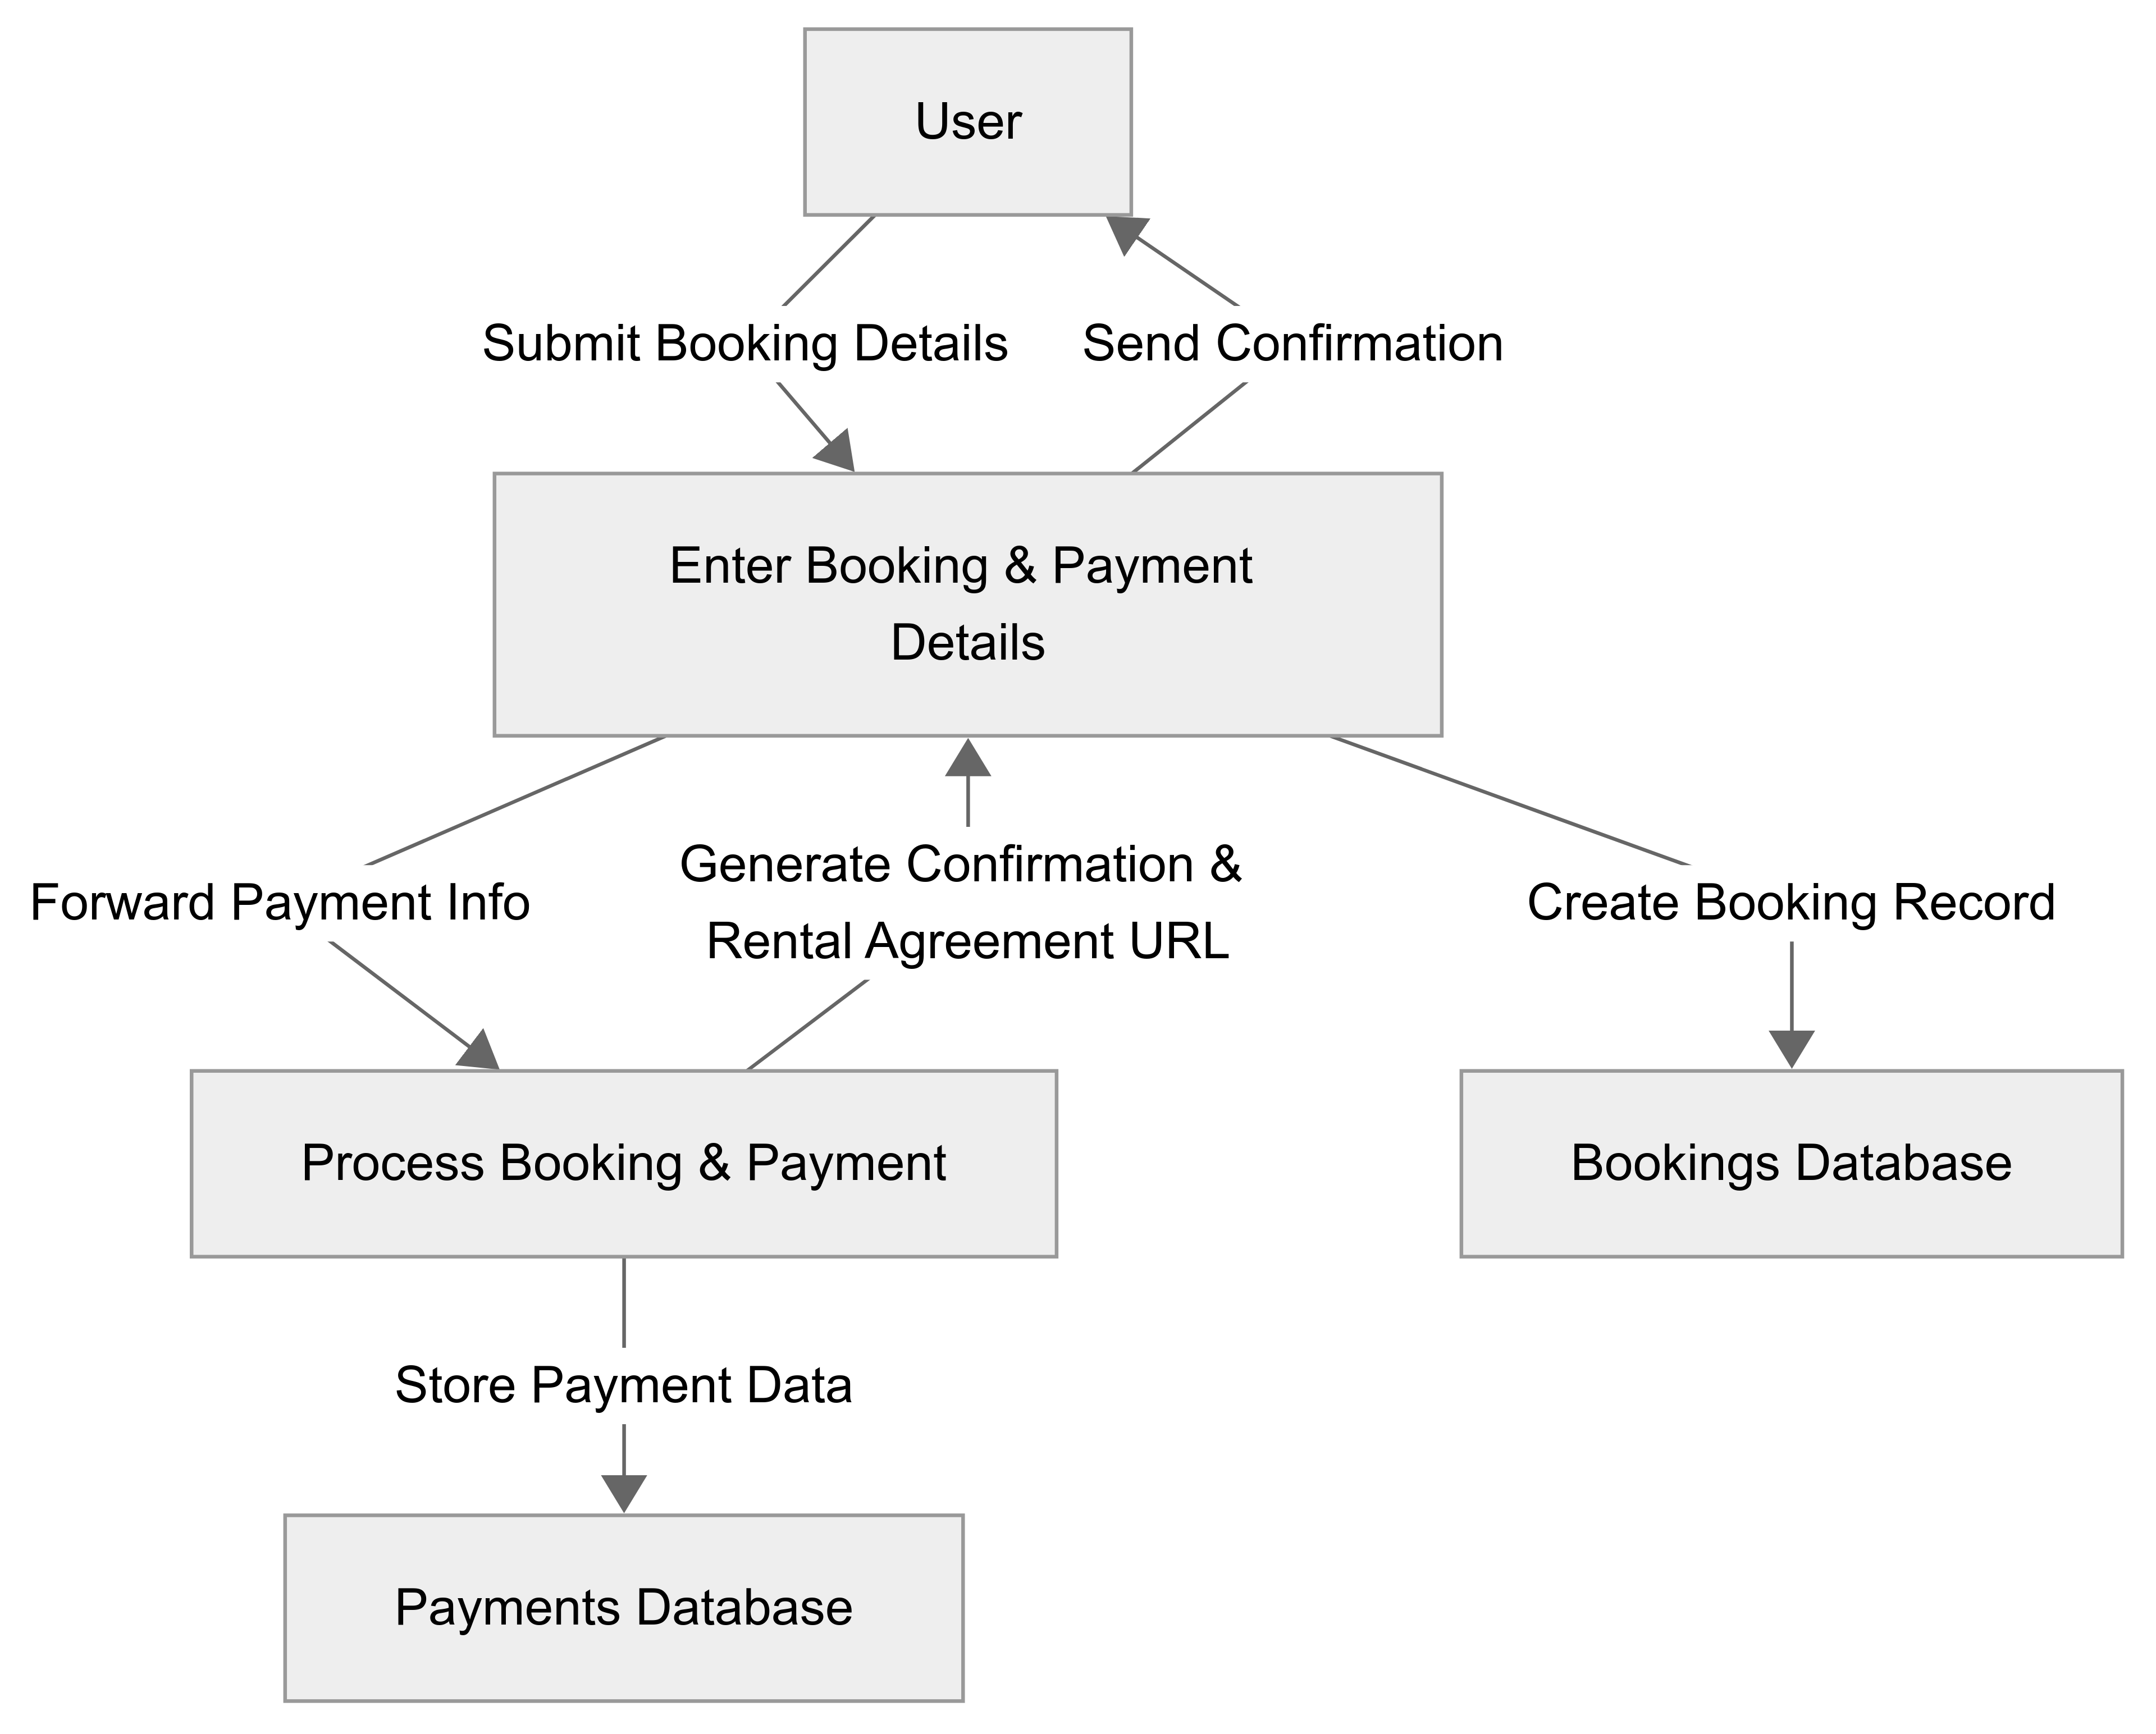 User
Submit Booking Details
Send Confirmation
Enter Booking & Payment
Details
Forward Payment Info
Generate Confirmation &
Rental Agreement URL
Create Booking Record
Process Booking & Payment
Bookings Database
Store Payment Data
Payments Database